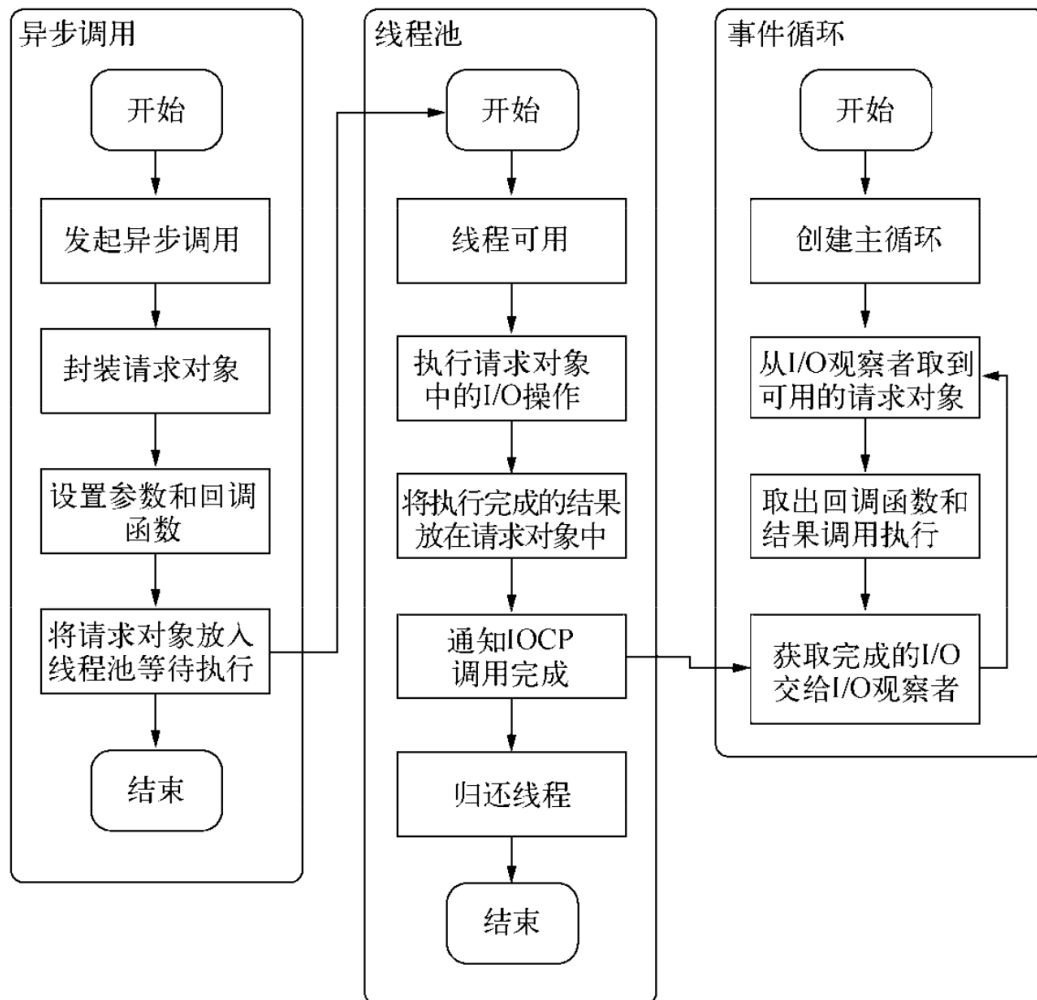 异步调用
开始
发起异步调用
封装请求对象
设置参数和回调
函数
将请求对象放入
线程池等待执行
结束
线程池
开始
线程可用
执行请求对象
中的I/O操作
将执行完成的结果
放在请求对象中
通知IOCP
调用完成
归还线程
结束
事件循环
开始
创建主循环
从I/O观察者取到
可用的请求对象
取出回调函数和
结果调用执行
获取完成的I/O
交给I/O观察者